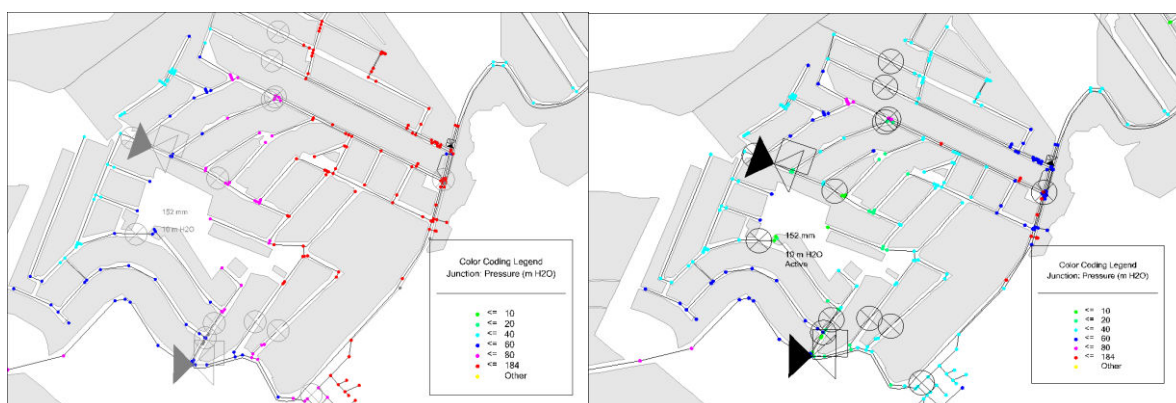 152 mm
10 m H2O
Color Coding Legend
Junction: Pressure (m H2O)
<= 10
<= 20
<= 40
<= 60
<= 80
<= 184
Other
152 mm
10 m H2O
Active
Color Coding Legend
Junction: Pressure (m H2O)
<= 10
<= 20
<= 40
<= 60
<= 80
<= 184
Other